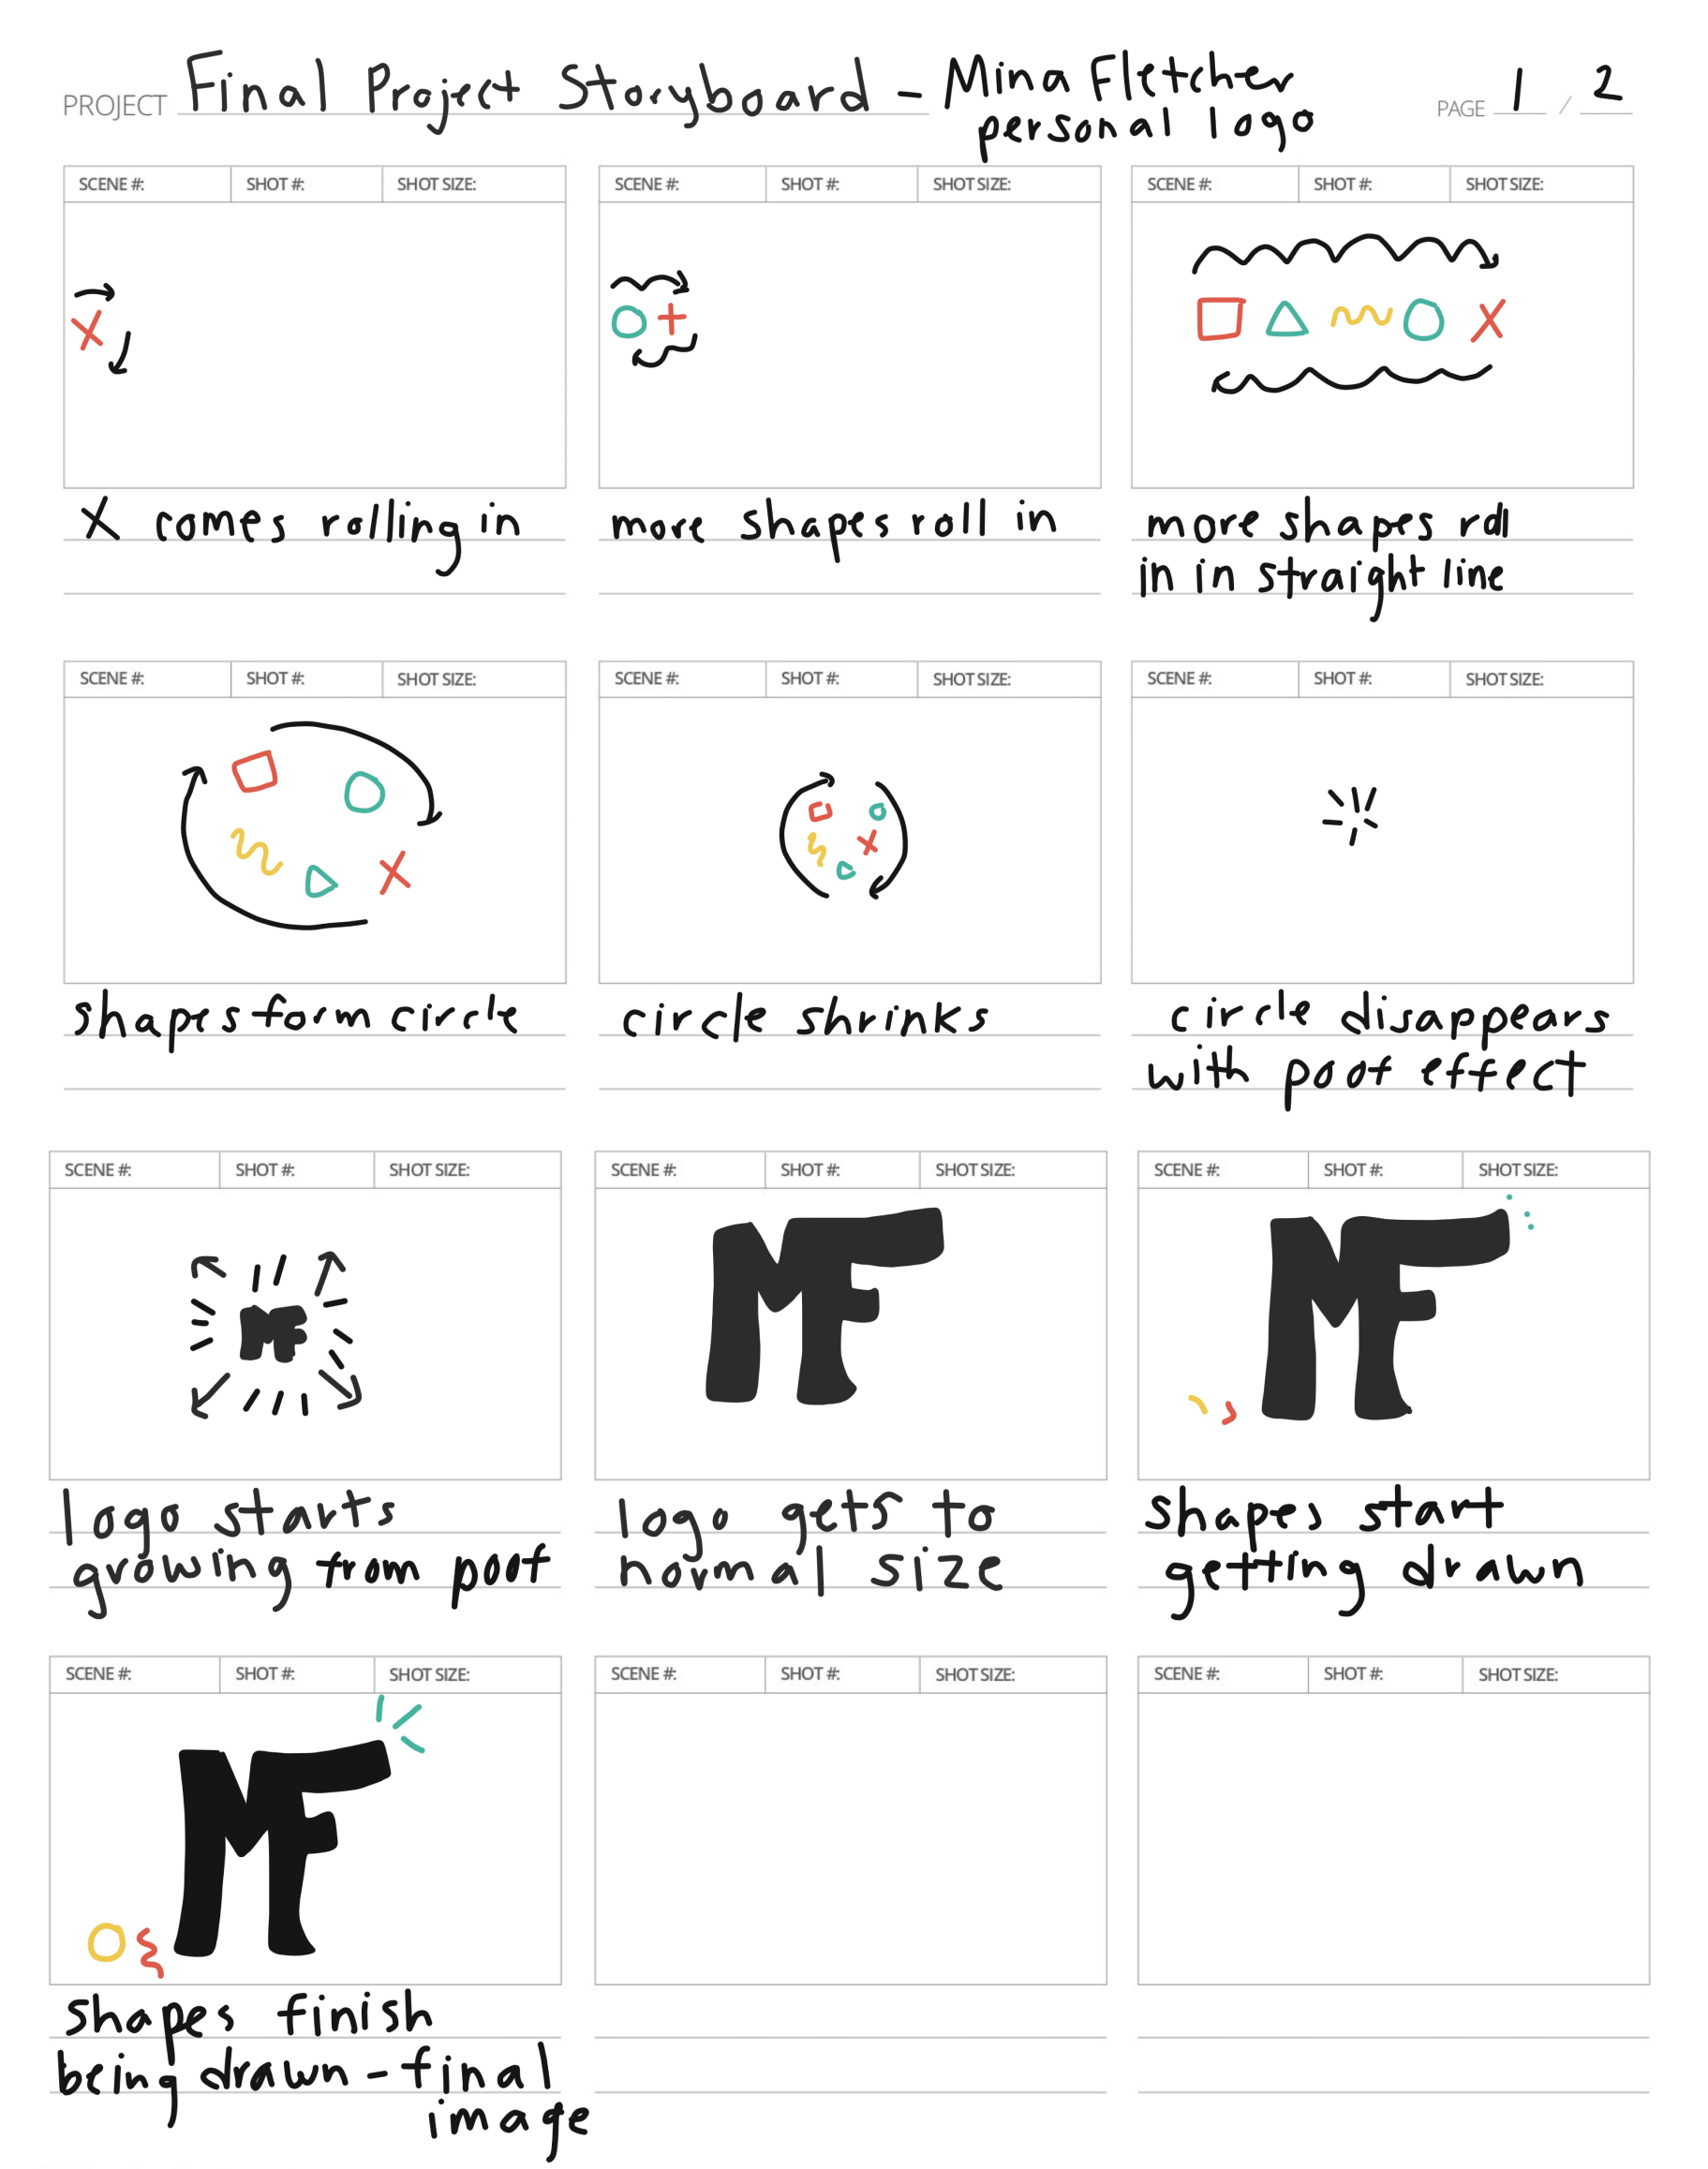 PROJECT Final Project Storyboard - Mina Fletcher
personal logo
PAGE 1 / 2
SCENE #: SHOT #: SHOT SIZE:
SCENE #: SHOT #: SHOT SIZE:
SCENE #: SHOT #: SHOT SIZE:
X comes rolling in
more shapes roll in
more shapes roll
in in straight line
SCENE #: SHOT #: SHOT SIZE:
SCENE #: SHOT #: SHOT SIZE:
SCENE #: SHOT #: SHOT SIZE:
shapes form circle
circle shrinks
circle disappears
with poof effect
SCENE #: SHOT #: SHOT SIZE:
MF
logo starts
growing from poof
SCENE #: SHOT #: SHOT SIZE:
MF
logo gets to
normal size
SCENE #: SHOT #: SHOT SIZE:
MF
shapes start
getting drawn
SCENE #: SHOT #: SHOT SIZE:
MF
shapes finish
being drawn - final
image
SCENE #: SHOT #: SHOT SIZE:
SCENE #: SHOT #: SHOT SIZE: